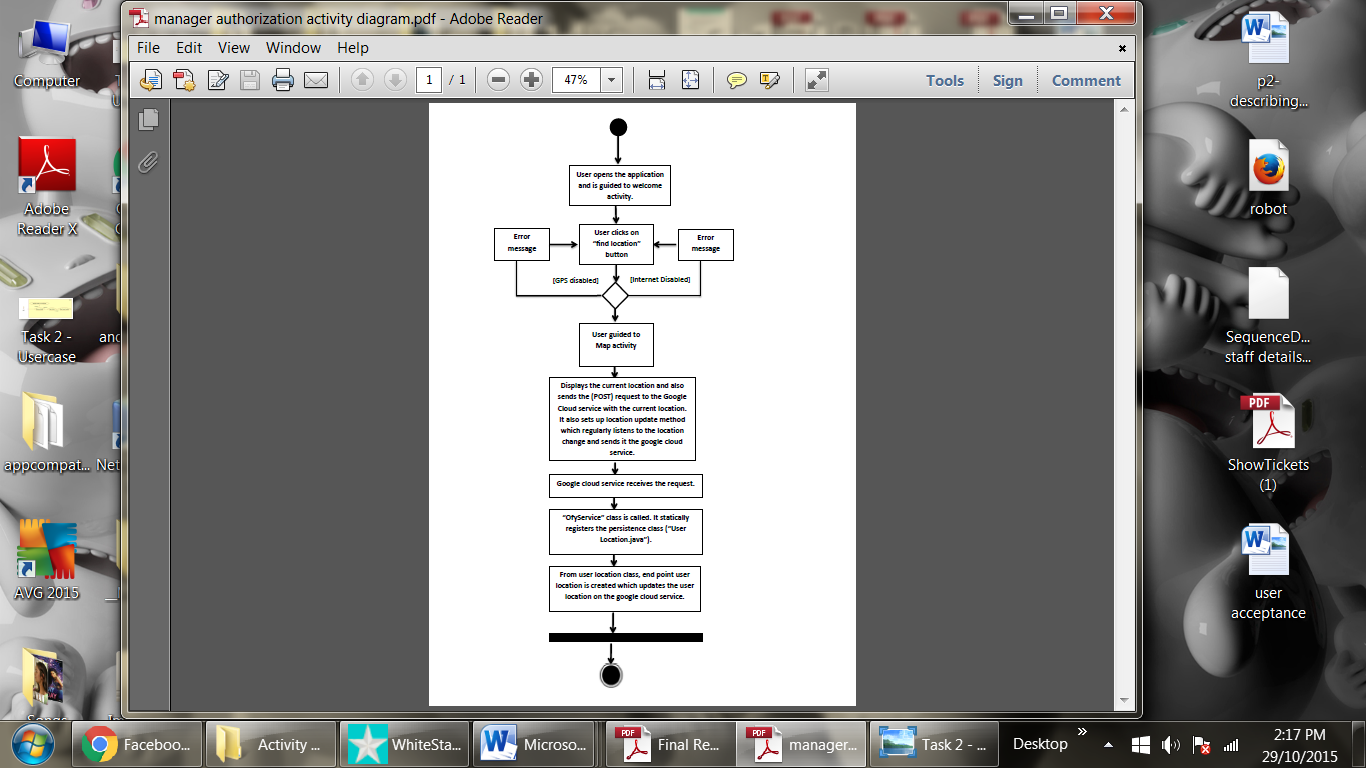 manager authorization activity diagram.pdf - Adobe Reader
File Edit View Window Help
1 / 1 47% Tools Sign Comment
Computer
Adobe
Reader X
Task 2 -
Usercase
appcompat...
Net
AVG 2015
Songs
User opens the application
and is guided to welcome
activity.
Error
message
User clicks on
"find location"
button
Error
message
[GPS disabled]
[Internet Disabled]
User guided to
Map activity
Displays the current location and also
sends the (POST) request to the Google
Cloud service with the current location.
It also sets up location update method
which regularly listens to the location
change and sends it the google cloud
service.
Google cloud service receives the request.
"OfyService" class is called. It statically
registers the persistence class ("User
Location.java").
From user location class, end point user
location is created which updates the user
location on the google cloud service.
p2-
describing...
robot
SequenceD...
staff details...
PDF
ShowTickets
(1)
user
acceptance
Faceboo...
Activity ...
WhiteSta...
Microso...
PDF
Final Re...
PDF
manager...
Task 2 - ...
Desktop
2:17 PM
29/10/2015